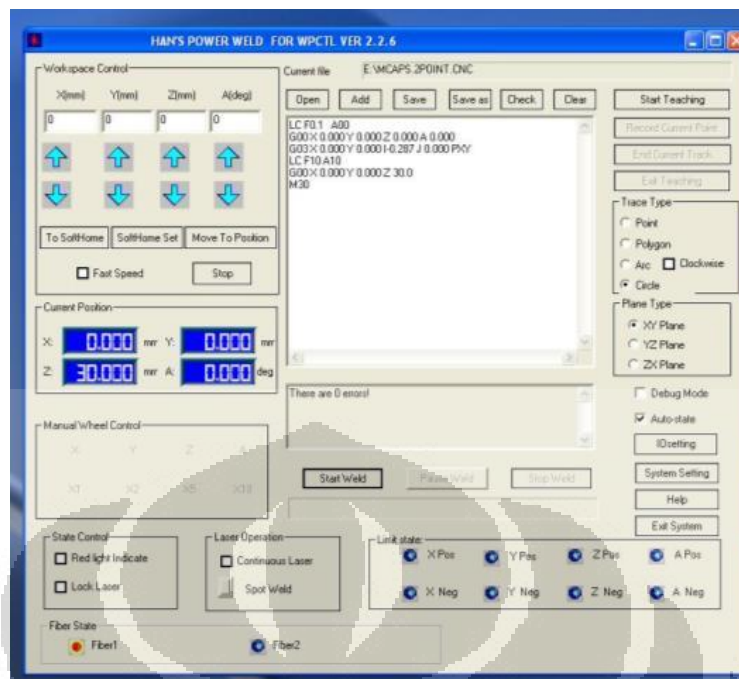 HAN'S POWER WELD FOR WPCTL VER 2.2.6
Workspace Control
X(mm) Y(mm) Z(mm) A(deg)
0 0 0 0
To SoftHome SoftHome Set Move To Position
Fast Speed Stop
Current Position
X: 0.000 mm Y: 0.000 mm
Z: 30.000 mm A: 0.000 deg
Manual Wheel Control
X Y Z A
X1 X2 X5 X10
State Control
Red light Indicate
Lock Laser
Laser Operation
Continuous Laser
Spot Weld
Fiber State
Fiber1 Fiber2
Current file E:\MCAPS.2POINT.CNC
Open Add Save Save as Check Clear
LC F0.1 A00
G00 X 0.000 Y 0.000 Z 0.000 A 0.000
G03 X 0.000 Y 0.000 I-0.287 J 0.000 PXY
LC F10 A10
G00 X 0.000 Y 0.000 Z 30.0
M30
There are 0 errors!
Start Weld Pause Weld Stop Weld
Limit state:
X Pos Y Pos Z Pos A Pos
X Neg Y Neg Z Neg A Neg
Start Teaching
Record Current Point
End Current Track
Exit Teaching
Trace Type
Point
Polygon
Arc Clockwise
Circle
Plane Type
XY Plane
YZ Plane
ZX Plane
Debug Mode
Auto-state
IOsetting
System Setting
Help
Exit System